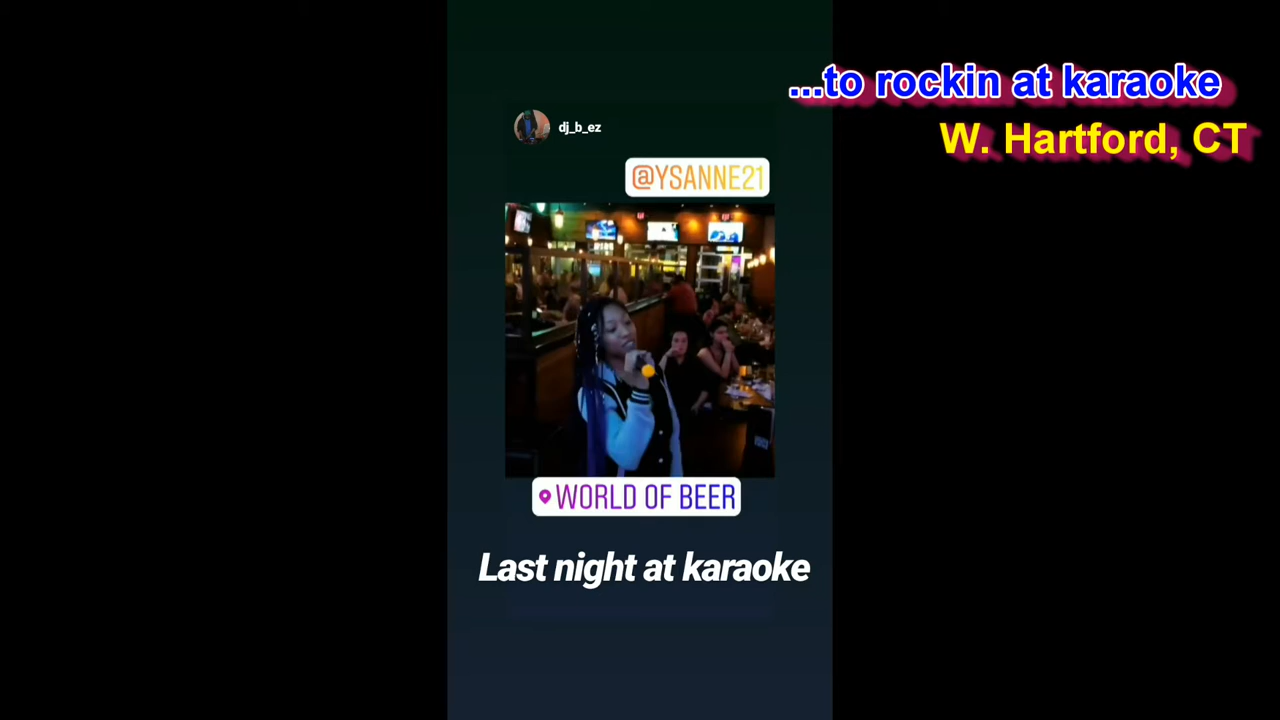 ...to rockin at karaoke
W. Hartford, CT
dj_b_ez
@YSANNE21
WORLD OF BEER
Last night at karaoke